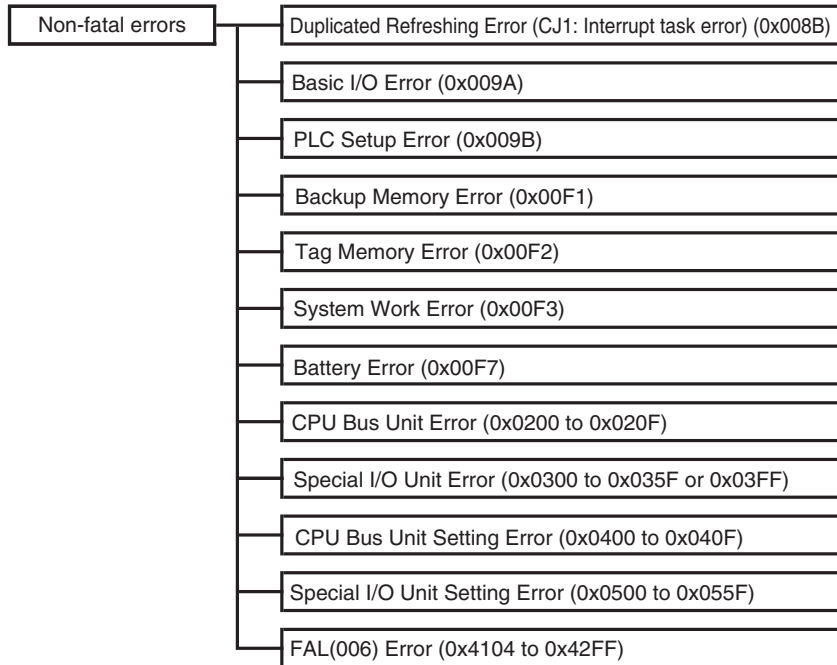 Non-fatal errors
Duplicated Refreshing Error (CJ1: Interrupt task error) (0x008B)
Basic I/O Error (0x009A)
PLC Setup Error (0x009B)
Backup Memory Error (0x00F1)
Tag Memory Error (0x00F2)
System Work Error (0x00F3)
Battery Error (0x00F7)
CPU Bus Unit Error (0x0200 to 0x020F)
Special I/O Unit Error (0x0300 to 0x035F or 0x03FF)
CPU Bus Unit Setting Error (0x0400 to 0x040F)
Special I/O Unit Setting Error (0x0500 to 0x055F)
FAL(006) Error (0x4104 to 0x42FF)